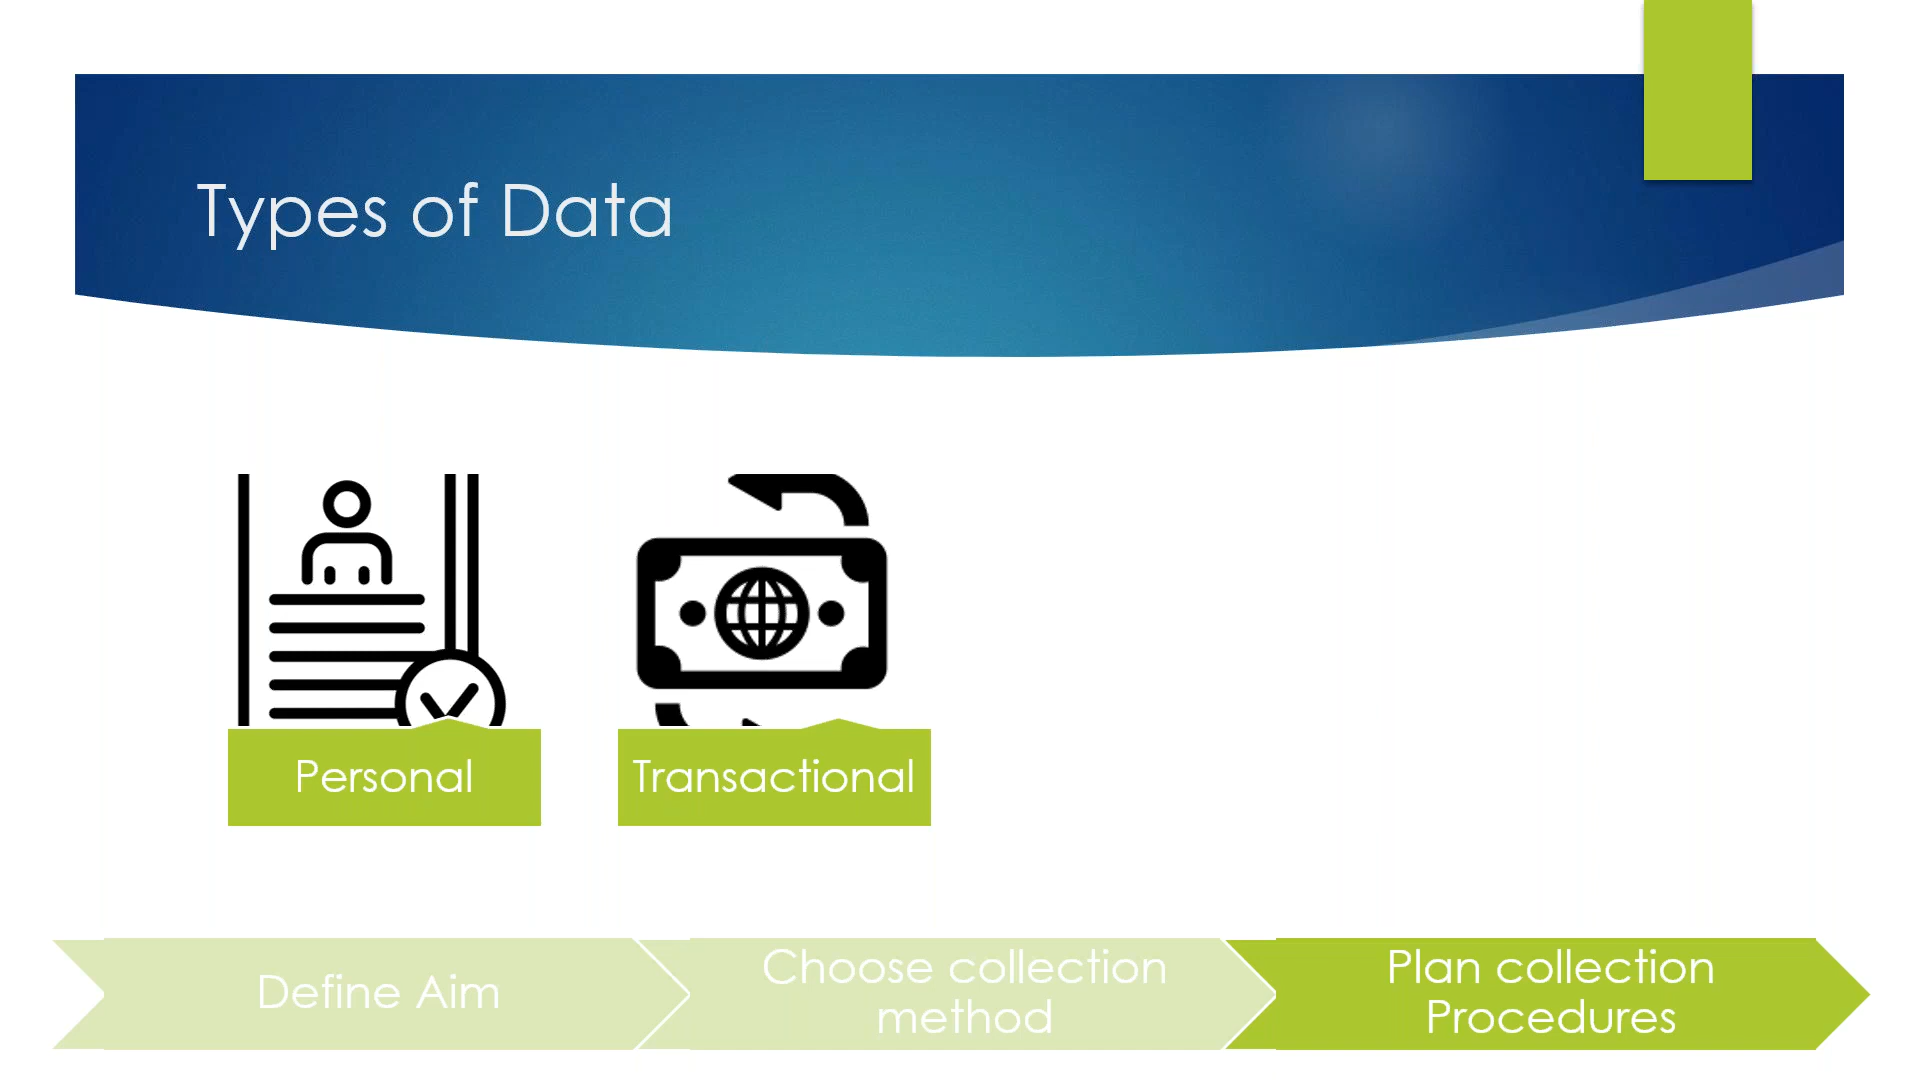 Types of Data
Personal
Transactional
Define Aim
Choose collection
method
Plan collection
Procedures